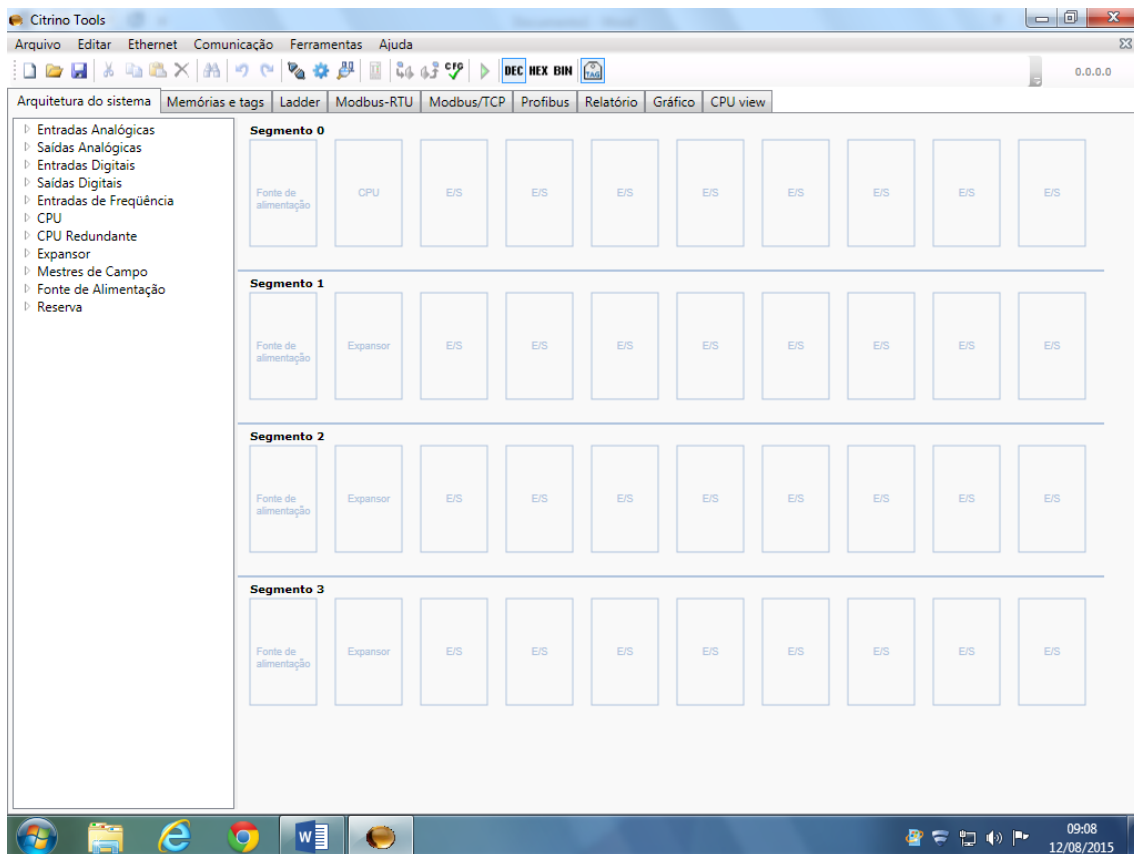 Citrino Tools
Arquivo Editar Ethernet Comunicação Ferramentas Ajuda
CFG DEC HEX BIN TAG 0.0.0.0
Arquitetura do sistema Memórias e tags Ladder Modbus-RTU Modbus/TCP Profibus Relatório Gráfico CPU view
Entradas Analógicas
Saídas Analógicas
Entradas Digitais
Saídas Digitais
Entradas de Freqüência
CPU
CPU Redundante
Expansor
Mestres de Campo
Fonte de Alimentação
Reserva
Segmento 0
Fonte de
alimentação CPU E/S E/S E/S E/S E/S E/S E/S E/S
Segmento 1
Fonte de
alimentação Expansor E/S E/S E/S E/S E/S E/S E/S E/S
Segmento 2
Fonte de
alimentação Expansor E/S E/S E/S E/S E/S E/S E/S E/S
Segmento 3
Fonte de
alimentação Expansor E/S E/S E/S E/S E/S E/S E/S E/S
09:08
12/08/2015